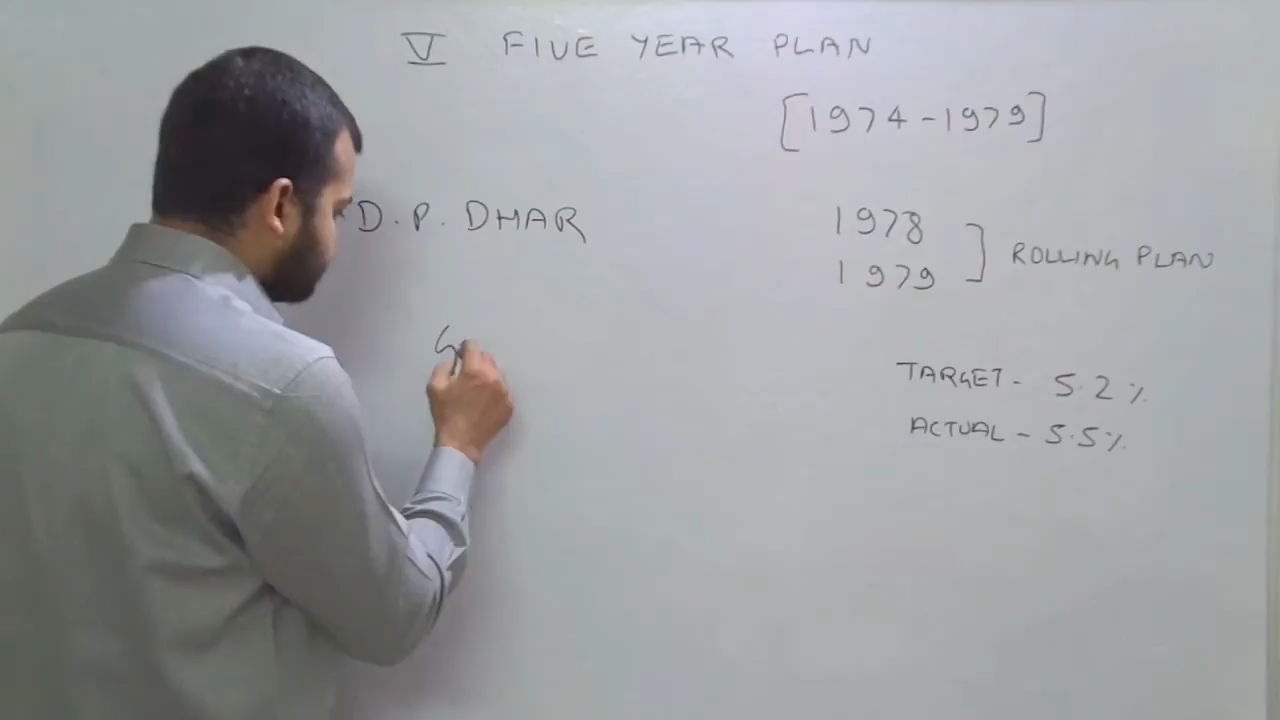 V FIVE YEAR PLAN
[1974-1979]
D.P. DHAR
1978
1979 ] ROLLING PLAN
TARGET - 5.2%
ACTUAL - 5.5%
G